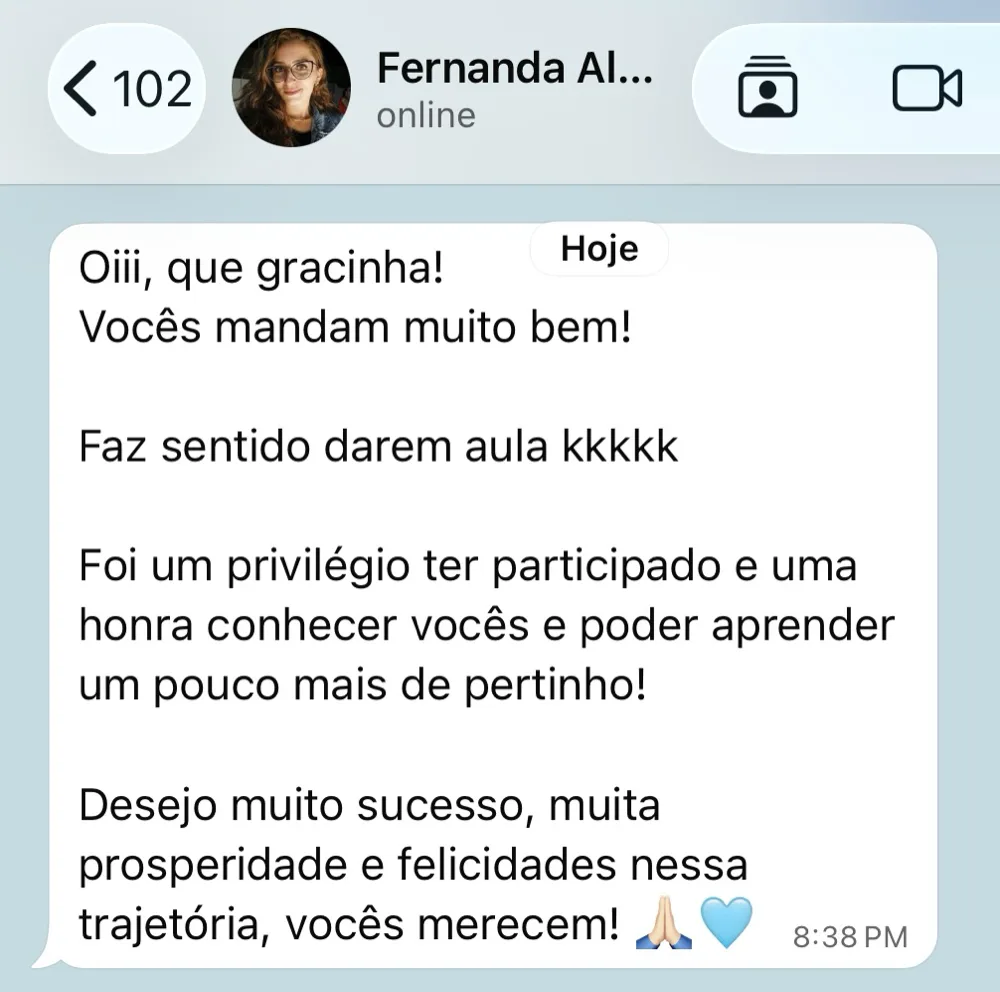 102
Fernanda Al...
online
Hoje
Oiii, que gracinha!
Vocês mandam muito bem!
Faz sentido darem aula kkkkk
Foi um privilégio ter participado e uma
honra conhecer vocês e poder aprender
um pouco mais de pertinho!
Desejo muito sucesso, muita
prosperidade e felicidades nessa
trajetória, vocês merecem! 🙏🏻🩵
8:38 PM